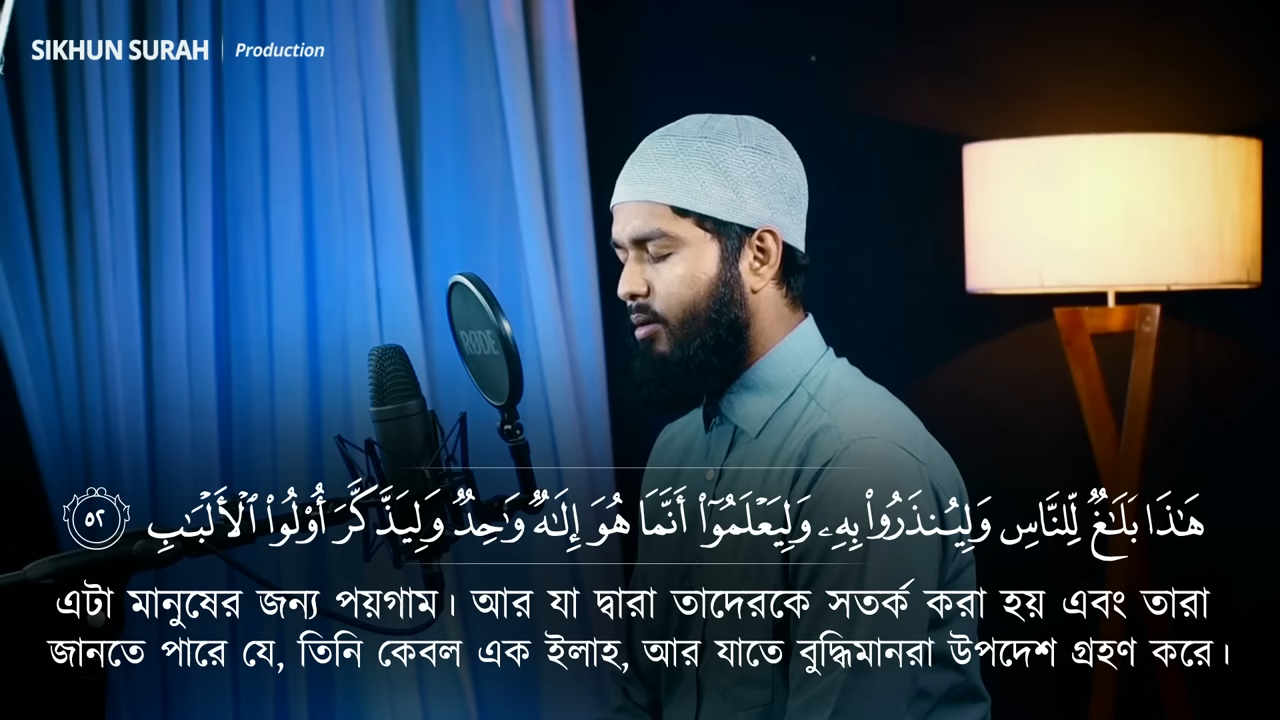 SIKHUN SURAH | Production
RØDE
هَـٰذَا بَلَـٰغٌ لِّلنَّاسِ وَلِيُنذَرُوا۟ بِهِۦ وَلِيَعْلَمُوٓا۟ أَنَّمَا هُوَ إِلَـٰهٌ وَٰحِدٌ وَلِيَذَّكَّرَ أُو۟لُوا۟ ٱلْأَلْبَـٰبِ ٥٢
এটা মানুষের জন্য পয়গাম। আর যা দ্বারা তাদেরকে সতর্ক করা হয় এবং তারা
জানতে পারে যে, তিনি কেবল এক ইলাহ, আর যাতে বুদ্ধিমানরা উপদেশ গ্রহণ করে।